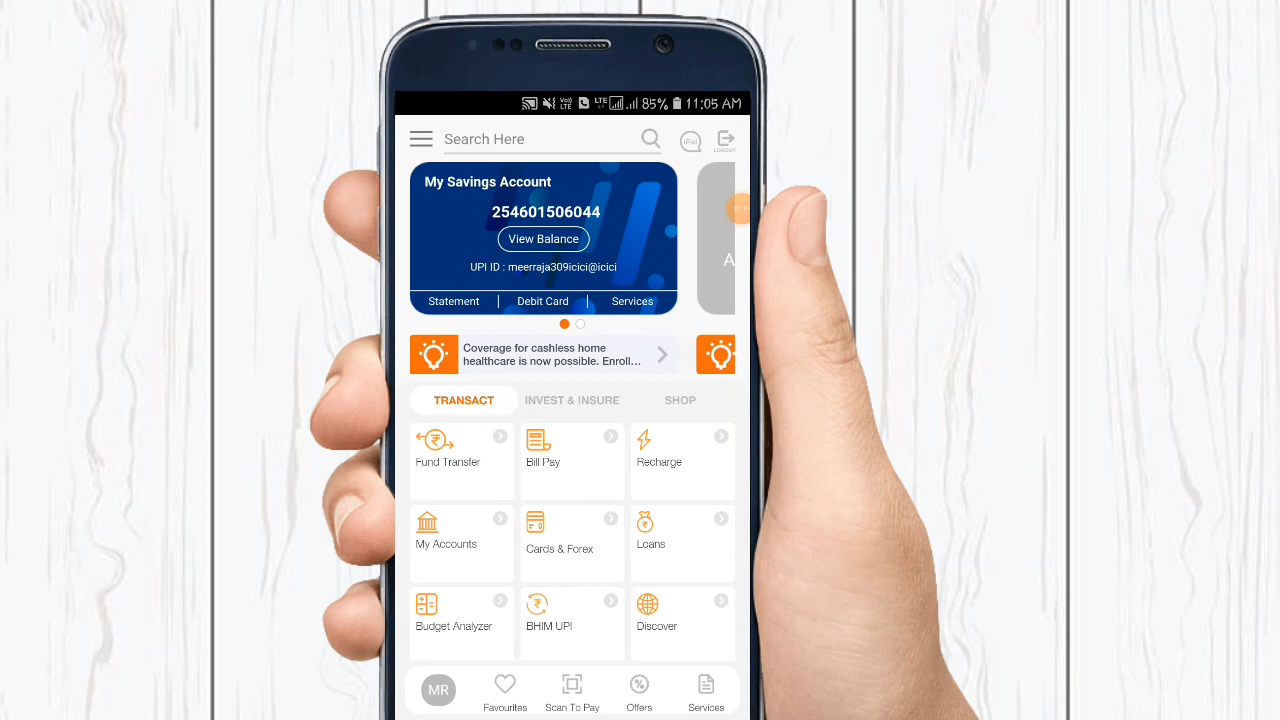 LTE 85% 11:05 AM
Search Here
iPal
LOGOUT
My Savings Account
254601506044
View Balance
UPI ID : meerraja309icici@icici
Statement | Debit Card | Services
A
Coverage for cashless home
healthcare is now possible. Enroll...
TRANSACT INVEST & INSURE SHOP
Fund Transfer Bill Pay Recharge
My Accounts Cards & Forex Loans
Budget Analyzer BHIM UPI Discover
MR
Favourites Scan To Pay Offers Services